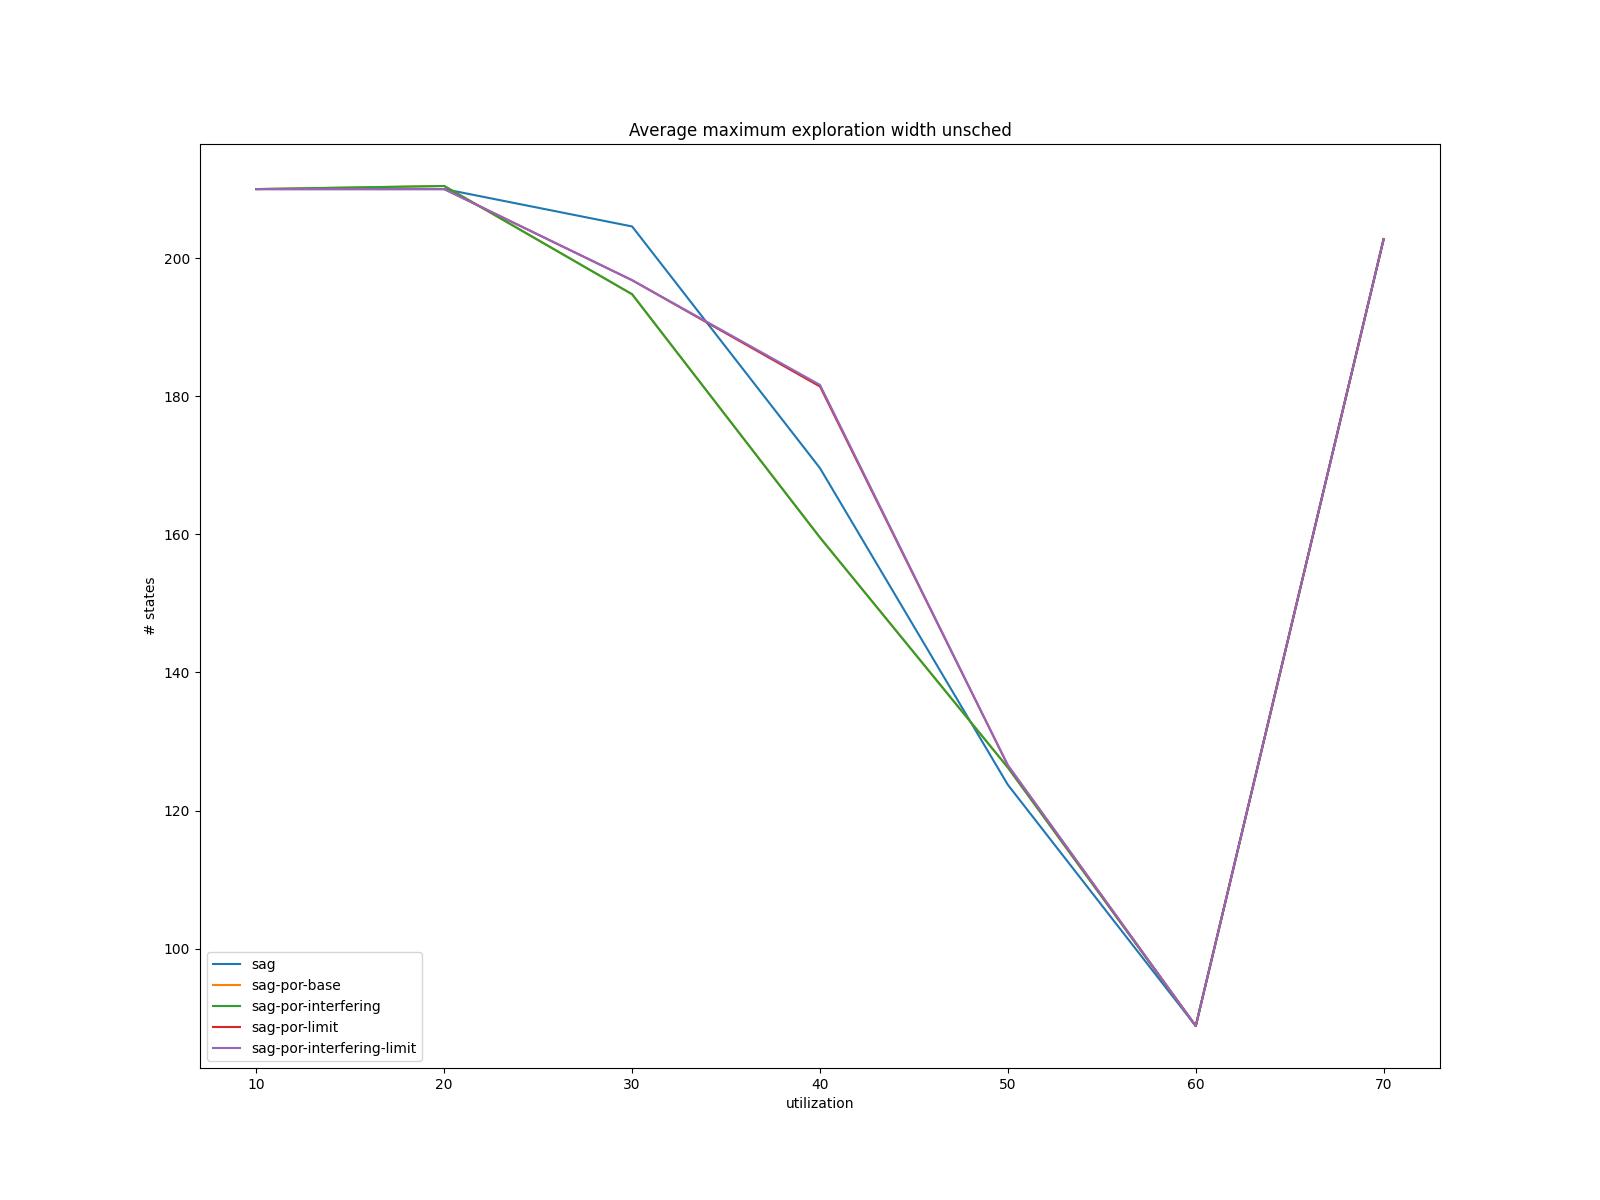 Average maximum exploration width unsched
200
180
160
140
120
100
# states
sag
sag-por-base
sag-por-interfering
sag-por-limit
sag-por-interfering-limit
10 20 30 40 50 60 70
utilization